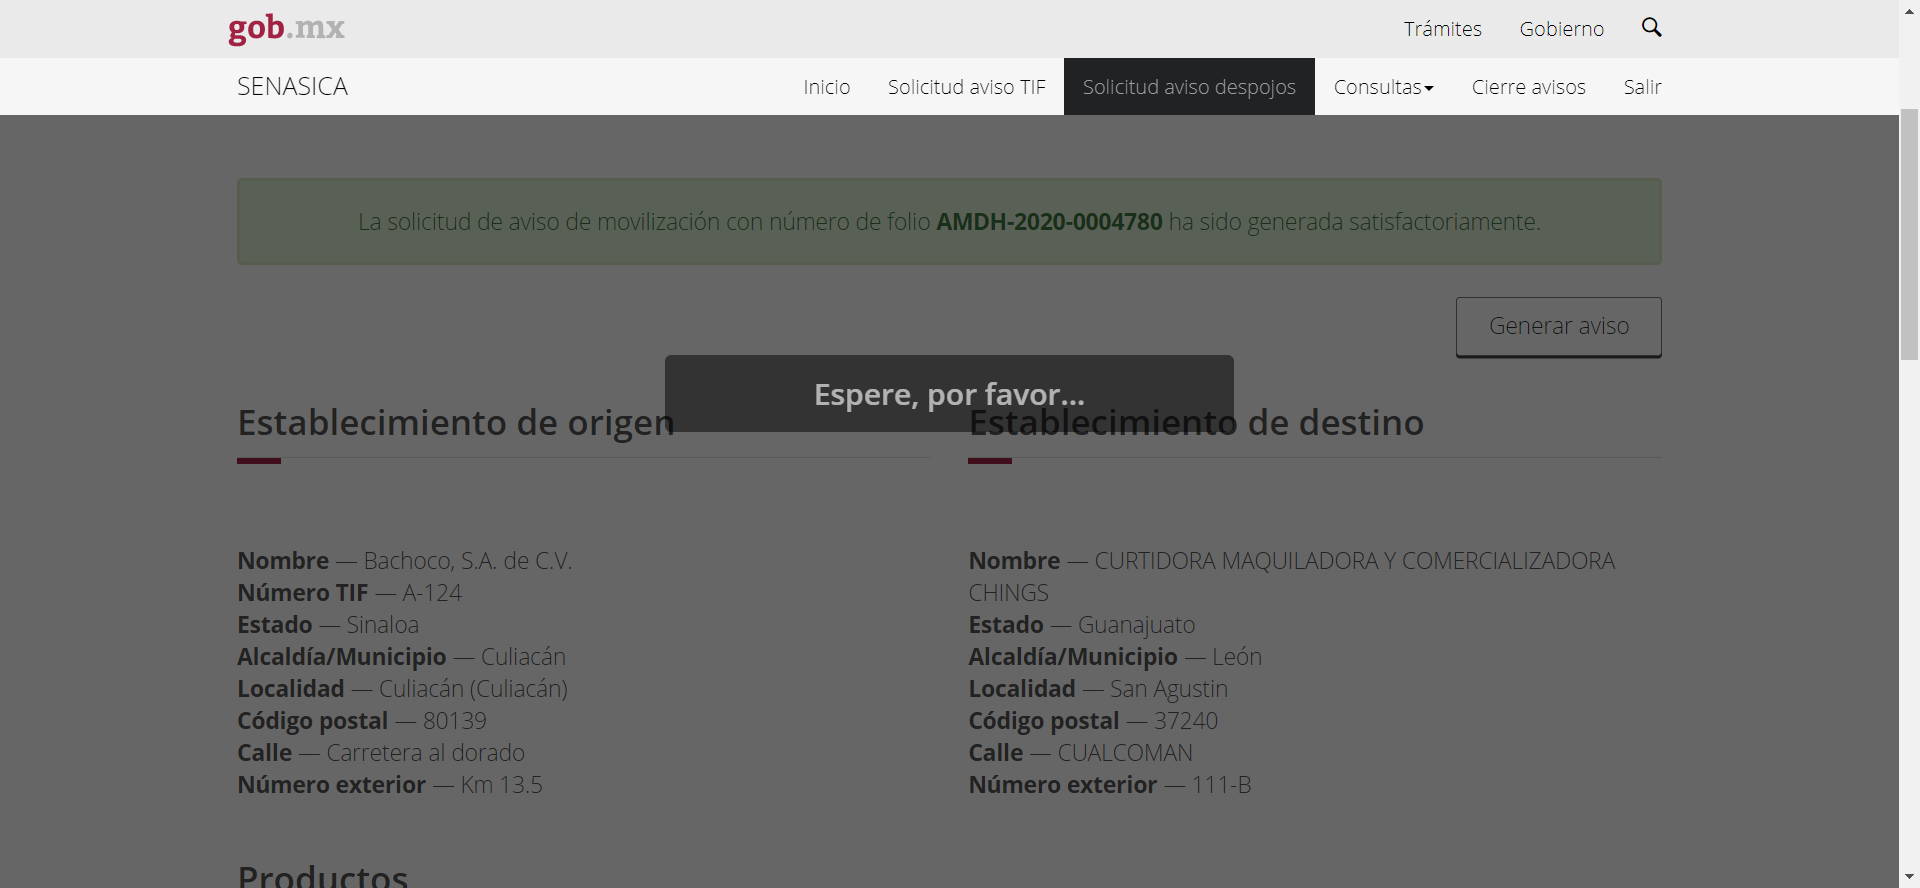 gob.mx
Trámites Gobierno
SENASICA
Inicio Solicitud aviso TIF Solicitud aviso despojos Consultas Cierre avisos Salir
La solicitud de aviso de movilización con número de folio AMDH-2020-0004780 ha sido generada satisfactoriamente.
Generar aviso
Espere, por favor...
Establecimiento de origen
Nombre — Bachoco, S.A. de C.V.
Número TIF — A-124
Estado — Sinaloa
Alcaldía/Municipio — Culiacán
Localidad — Culiacán (Culiacán)
Código postal — 80139
Calle — Carretera al dorado
Número exterior — Km 13.5
Establecimiento de destino
Nombre — CURTIDORA MAQUILADORA Y COMERCIALIZADORA
CHINGS
Estado — Guanajuato
Alcaldía/Municipio — León
Localidad — San Agustin
Código postal — 37240
Calle — CUALCOMAN
Número exterior — 111-B
Productos